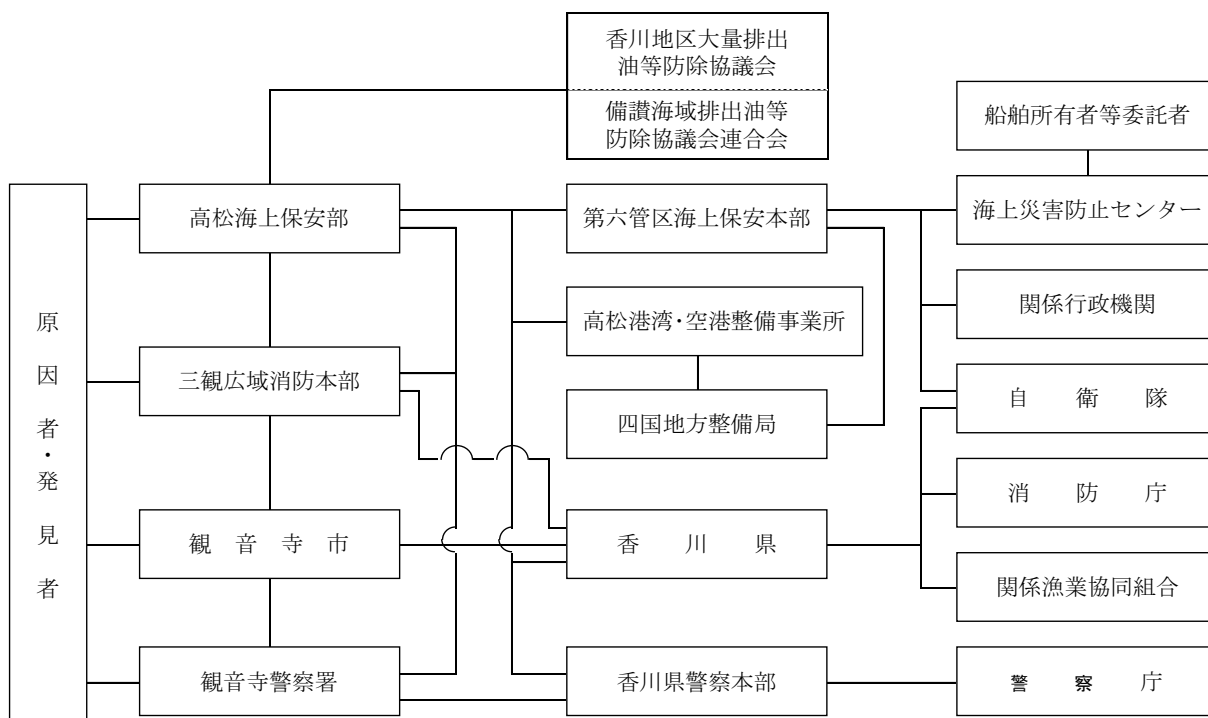 香川地区大量排出
油等防除協議会
備讃海域排出油等
防除協議会連合会
船舶所有者等委託者
高松海上保安部
第六管区海上保安本部
海上災害防止センター
関係行政機関
高松港湾・空港整備事業所
原因者・発見者
三観広域消防本部
自衛隊
四国地方整備局
消防庁
観音寺市
香川県
関係漁業協同組合
観音寺警察署
香川県警察本部
警察庁